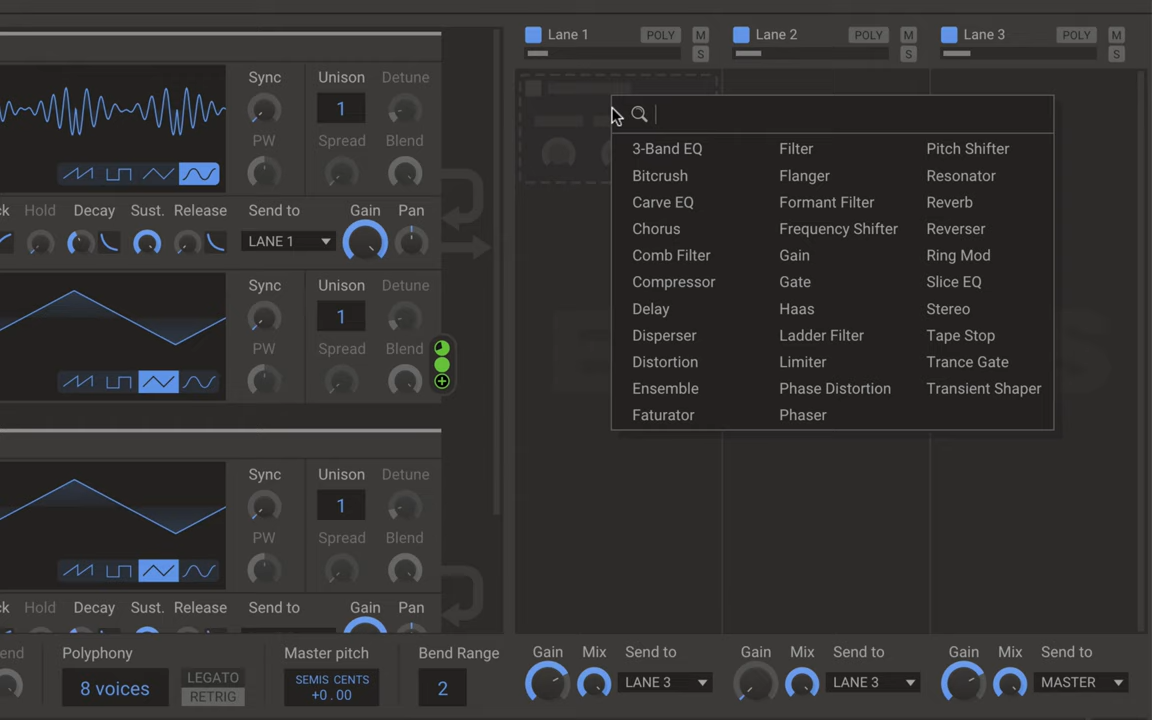 Lane 1 POLY M
S
Lane 2 POLY M
S
Lane 3 POLY M
S
Sync Unison Detune
1
PW Spread Blend
Hold Decay Sust. Release Send to Gain Pan
LANE 1
Sync Unison Detune
1
PW Spread Blend
Sync Unison Detune
1
PW Spread Blend
Hold Decay Sust. Release Send to Gain Pan
3-Band EQ Filter Pitch Shifter
Bitcrush Flanger Resonator
Carve EQ Formant Filter Reverb
Chorus Frequency Shifter Reverser
Comb Filter Gain Ring Mod
Compressor Gate Slice EQ
Delay Haas Stereo
Disperser Ladder Filter Tape Stop
Distortion Limiter Trance Gate
Ensemble Phase Distortion Transient Shaper
Faturator Phaser
Polyphony Master pitch Bend Range
8 voices LEGATO
RETRIG
SEMIS CENTS
+0.00
2
Gain Mix Send to
LANE 3
Gain Mix Send to
LANE 3
Gain Mix Send to
MASTER